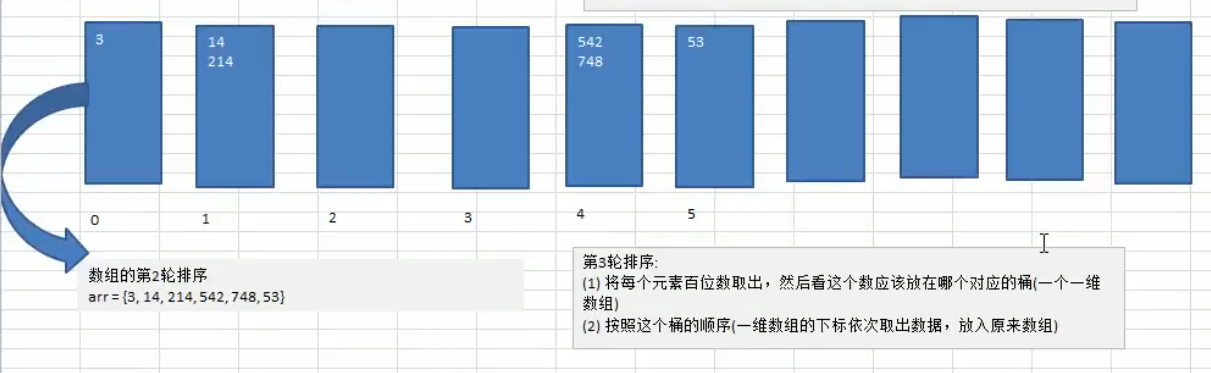 3
14
214
542
748
53
0
1
2
3
4
5
数组的第2轮排序
arr = {3, 14, 214, 542, 748, 53}
第3轮排序:
(1) 将每个元素百位数取出，然后看这个数应该放在哪个对应的桶(一个一维
数组)
(2) 按照这个桶的顺序(一维数组的下标依次取出数据，放入原来数组)